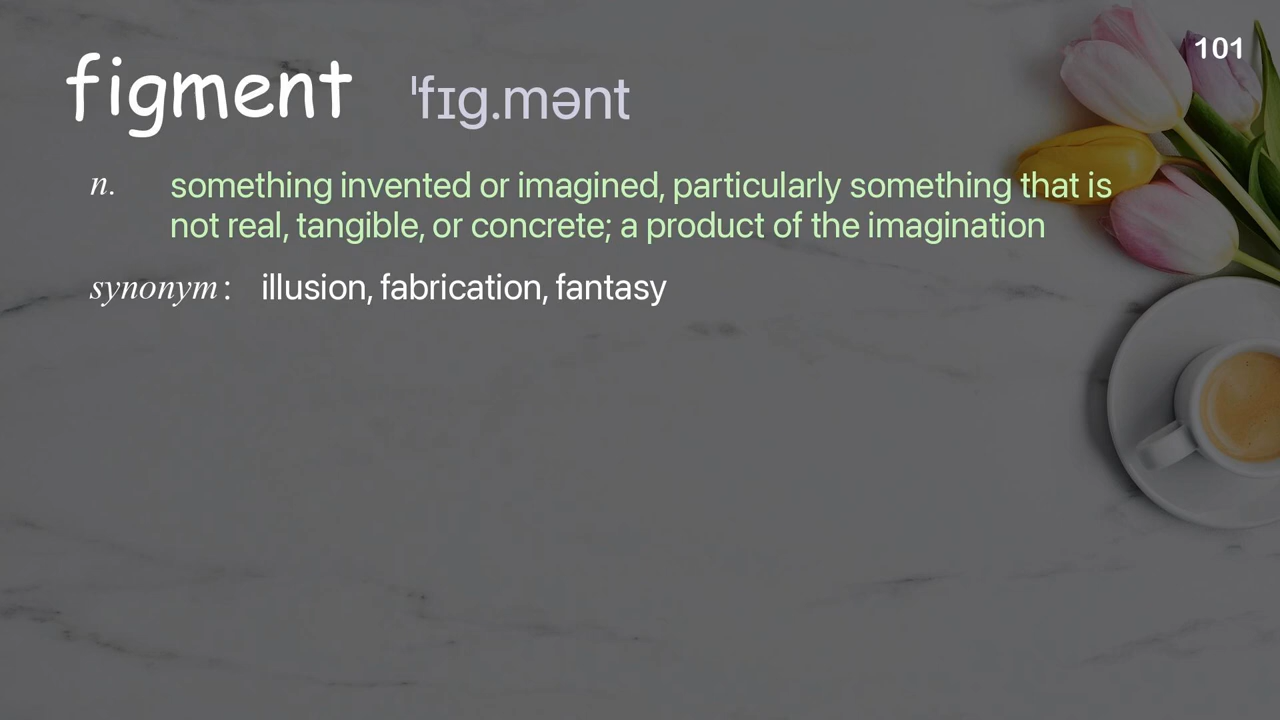 101
figment ˈfɪg.mənt
n. something invented or imagined, particularly something that is
not real, tangible, or concrete; a product of the imagination
synonym : illusion, fabrication, fantasy